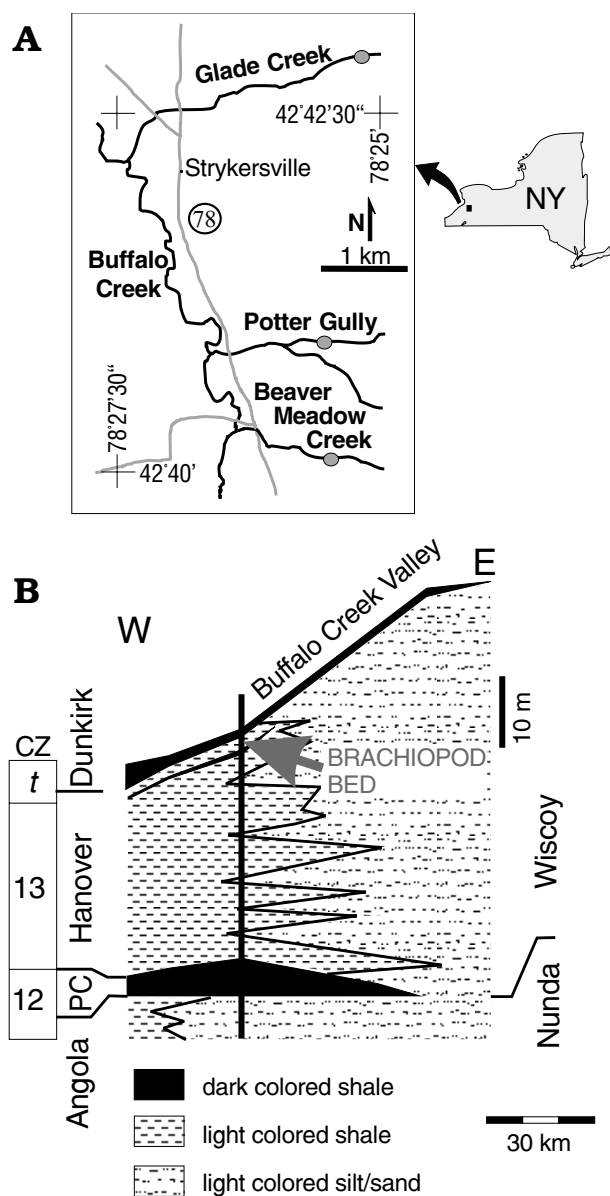 A
Glade Creek
42°42'30“
78°25'
Strykersville
NY
78
N
1 km
Buffalo
Creek
Potter Gully
Beaver
Meadow
Creek
78°27'30“
42°40'
B
W
E
Buffalo Creek Valley
10 m
CZ
t
Dunkirk
BRACHIOPOD
BED
13
Hanover
Wiscoy
12
PC
Angola
Nunda
dark colored shale
light colored shale
light colored silt/sand
30 km